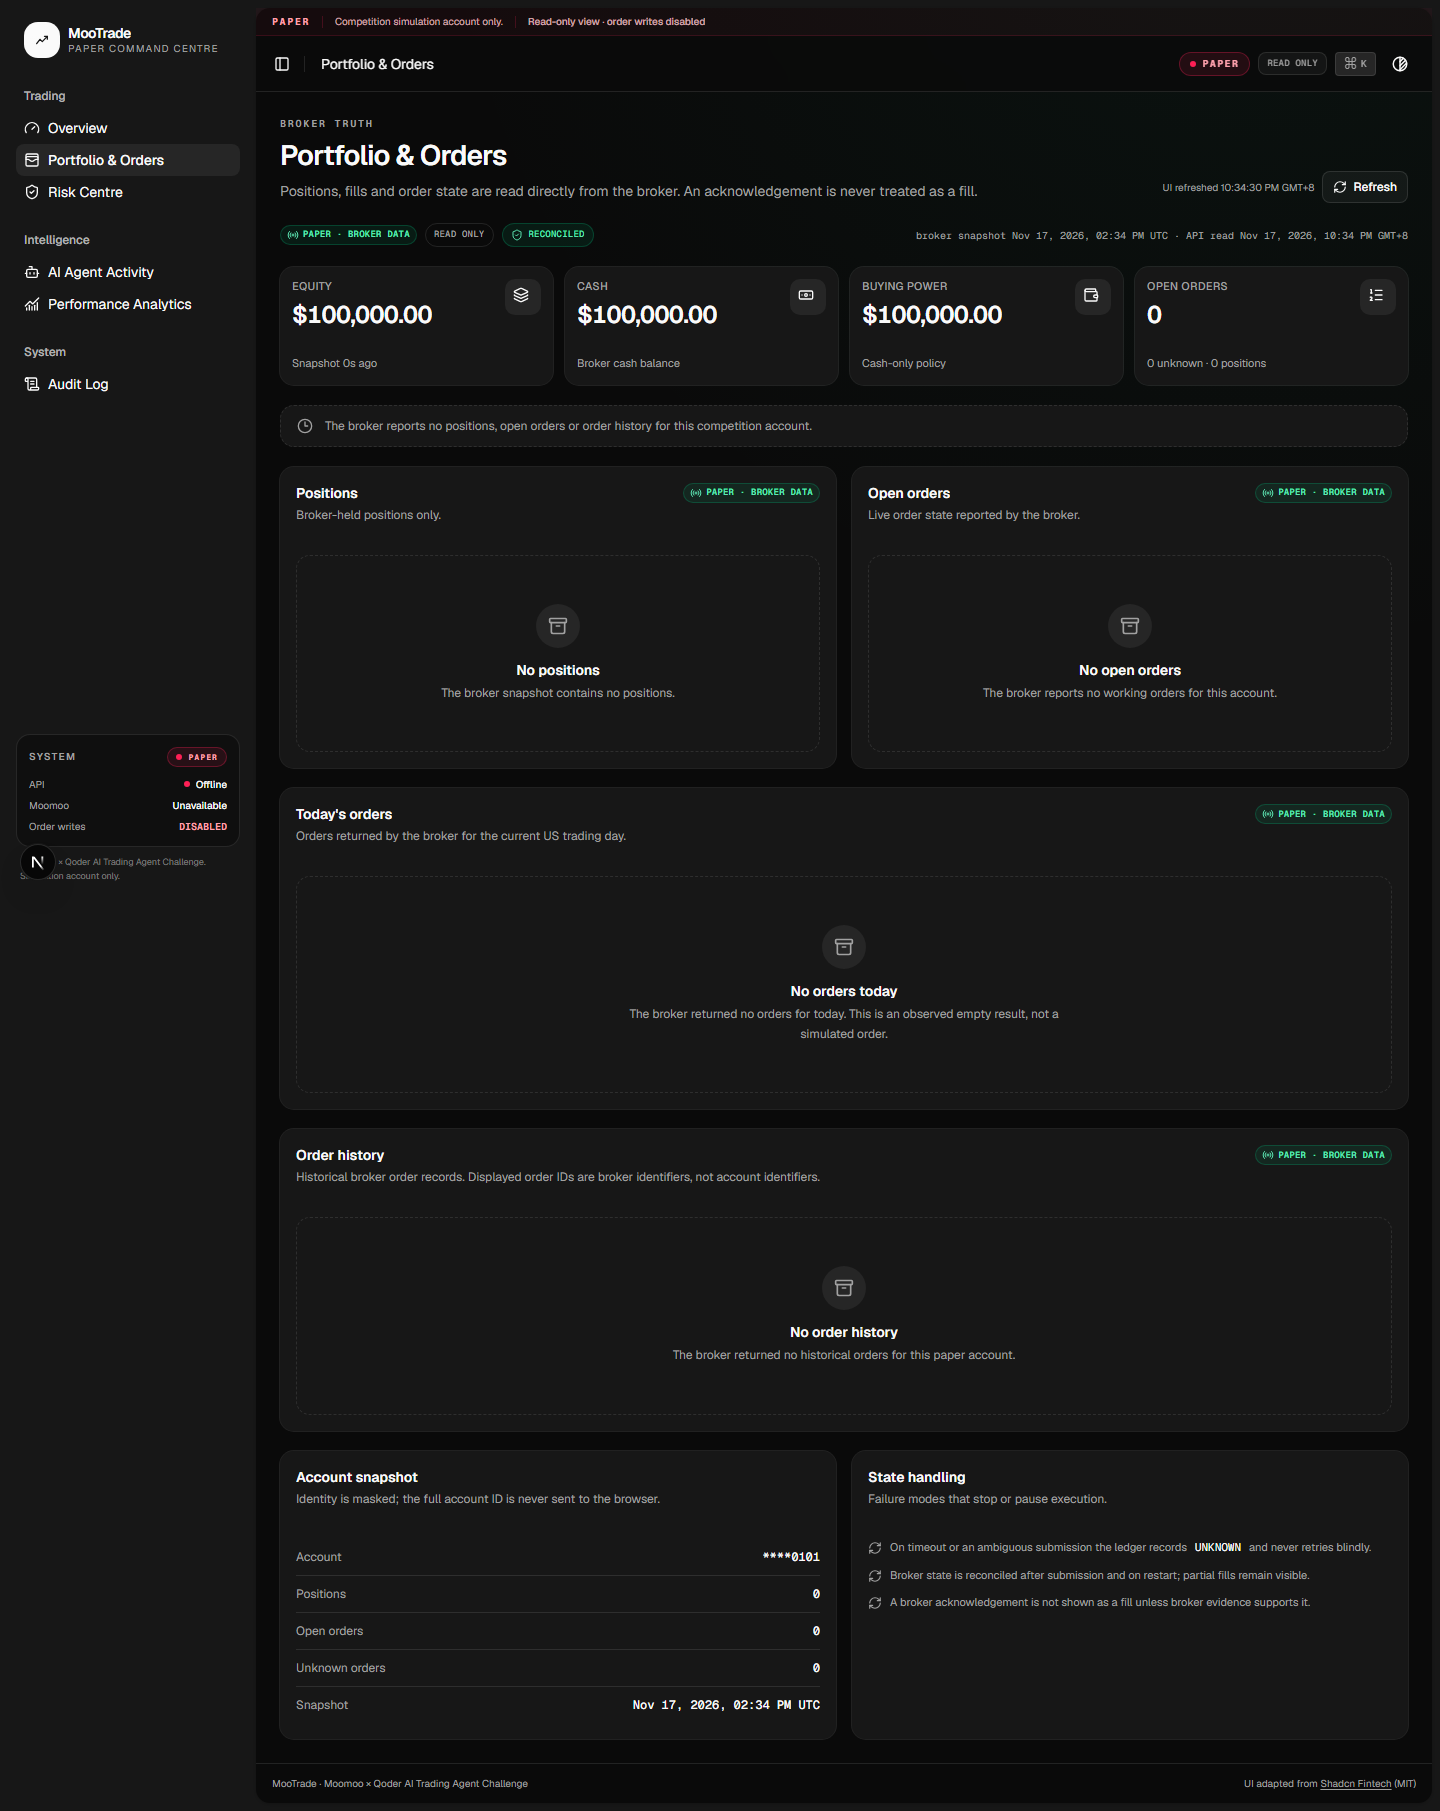 MooTrade
PAPER COMMAND CENTRE
Trading
Overview
Portfolio & Orders
Risk Centre
Intelligence
AI Agent Activity
Performance Analytics
System
Audit Log
SYSTEM PAPER
API Offline
Moomoo Unavailable
Order writes DISABLED
N
× Qoder AI Trading Agent Challenge.
account only.
PAPER Competition simulation account only. Read-only view · order writes disabled
Portfolio & Orders PAPER READ ONLY ⌘ K
BROKER TRUTH
Portfolio & Orders
Positions, fills and order state are read directly from the broker. An acknowledgement is never treated as a fill.
UI refreshed 10:34:30 PM GMT+8 Refresh
PAPER · BROKER DATA READ ONLY RECONCILED
broker snapshot Nov 17, 2026, 02:34 PM UTC · API read Nov 17, 2026, 10:34 PM GMT+8
EQUITY
$100,000.00
Snapshot 0s ago
CASH
$100,000.00
Broker cash balance
BUYING POWER
$100,000.00
Cash-only policy
OPEN ORDERS
0
0 unknown · 0 positions
The broker reports no positions, open orders or order history for this competition account.
Positions PAPER · BROKER DATA
Broker-held positions only.
No positions
The broker snapshot contains no positions.
Open orders PAPER · BROKER DATA
Live order state reported by the broker.
No open orders
The broker reports no working orders for this account.
Today's orders PAPER · BROKER DATA
Orders returned by the broker for the current US trading day.
No orders today
The broker returned no orders for today. This is an observed empty result, not a
simulated order.
Order history PAPER · BROKER DATA
Historical broker order records. Displayed order IDs are broker identifiers, not account identifiers.
No order history
The broker returned no historical orders for this paper account.
Account snapshot
Identity is masked; the full account ID is never sent to the browser.
Account ****0101
Positions 0
Open orders 0
Unknown orders 0
Snapshot Nov 17, 2026, 02:34 PM UTC
State handling
Failure modes that stop or pause execution.
On timeout or an ambiguous submission the ledger records UNKNOWN and never retries blindly.
Broker state is reconciled after submission and on restart; partial fills remain visible.
A broker acknowledgement is not shown as a fill unless broker evidence supports it.
MooTrade · Moomoo × Qoder AI Trading Agent Challenge
UI adapted from Shadcn Fintech (MIT)